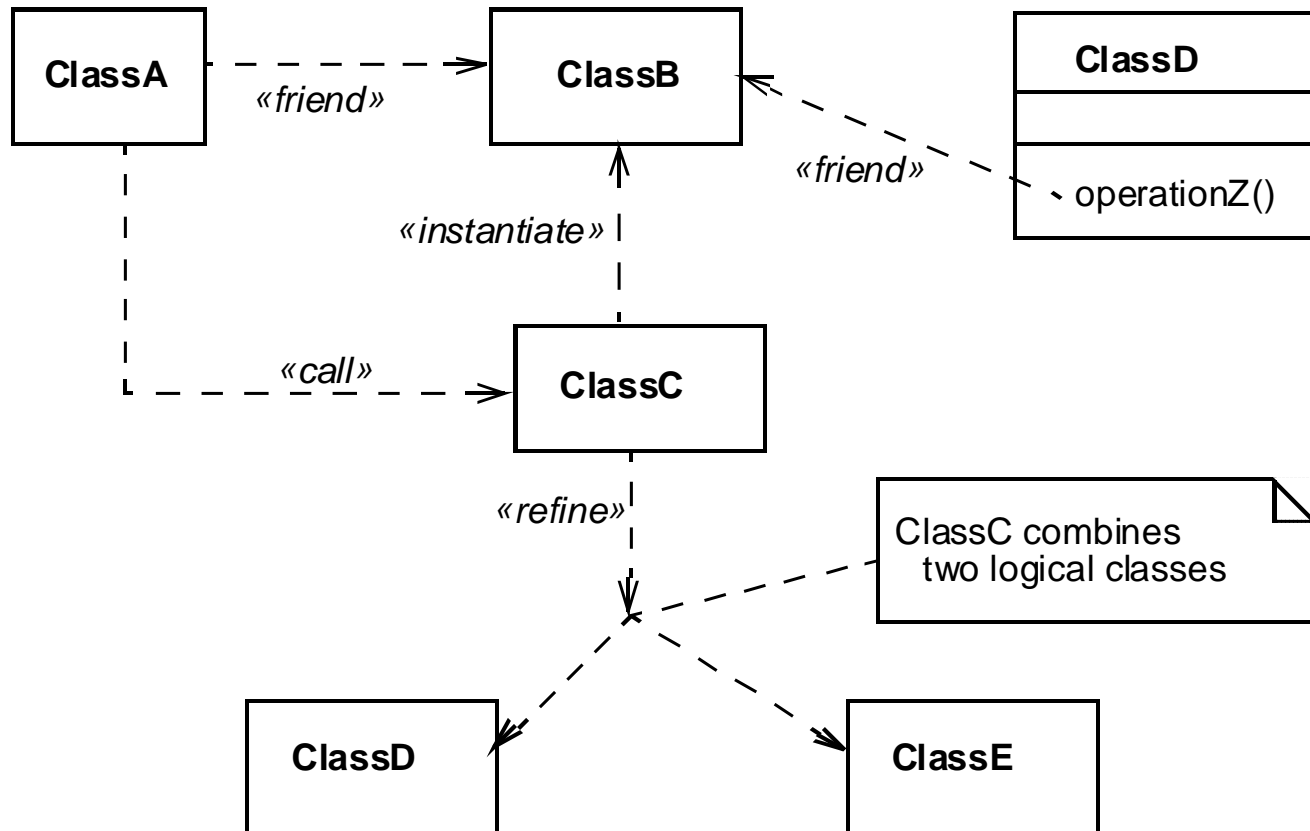 ClassA
«friend»
ClassB
ClassD
«friend»
operationZ()
«instantiate»
«call»
ClassC
«refine»
ClassC combines
two logical classes
ClassD
ClassE